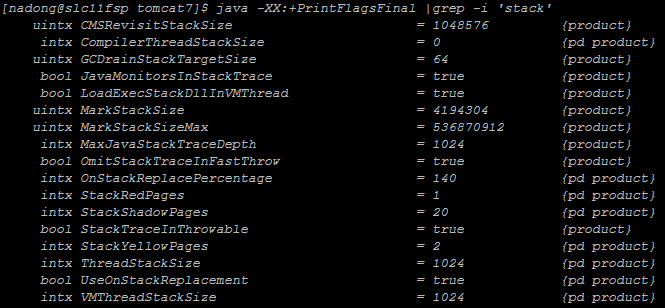 [nadong@slc11fsp tomcat7]$ java -XX:+PrintFlagsFinal |grep -i 'stack'
uintx CMSRevisitStackSize = 1048576 {product}
intx CompilerThreadStackSize = 0 {pd product}
uintx GCDrainStackTargetSize = 64 {product}
bool JavaMonitorsInStackTrace = true {product}
bool LoadExecStackDllInVMThread = true {product}
uintx MarkStackSize = 4194304 {product}
uintx MarkStackSizeMax = 536870912 {product}
intx MaxJavaStackTraceDepth = 1024 {product}
bool OmitStackTraceInFastThrow = true {product}
intx OnStackReplacePercentage = 140 {pd product}
intx StackRedPages = 1 {pd product}
intx StackShadowPages = 20 {pd product}
bool StackTraceInThrowable = true {product}
intx StackYellowPages = 2 {pd product}
intx ThreadStackSize = 1024 {pd product}
bool UseOnStackReplacement = true {pd product}
intx VMThreadStackSize = 1024 {pd product}